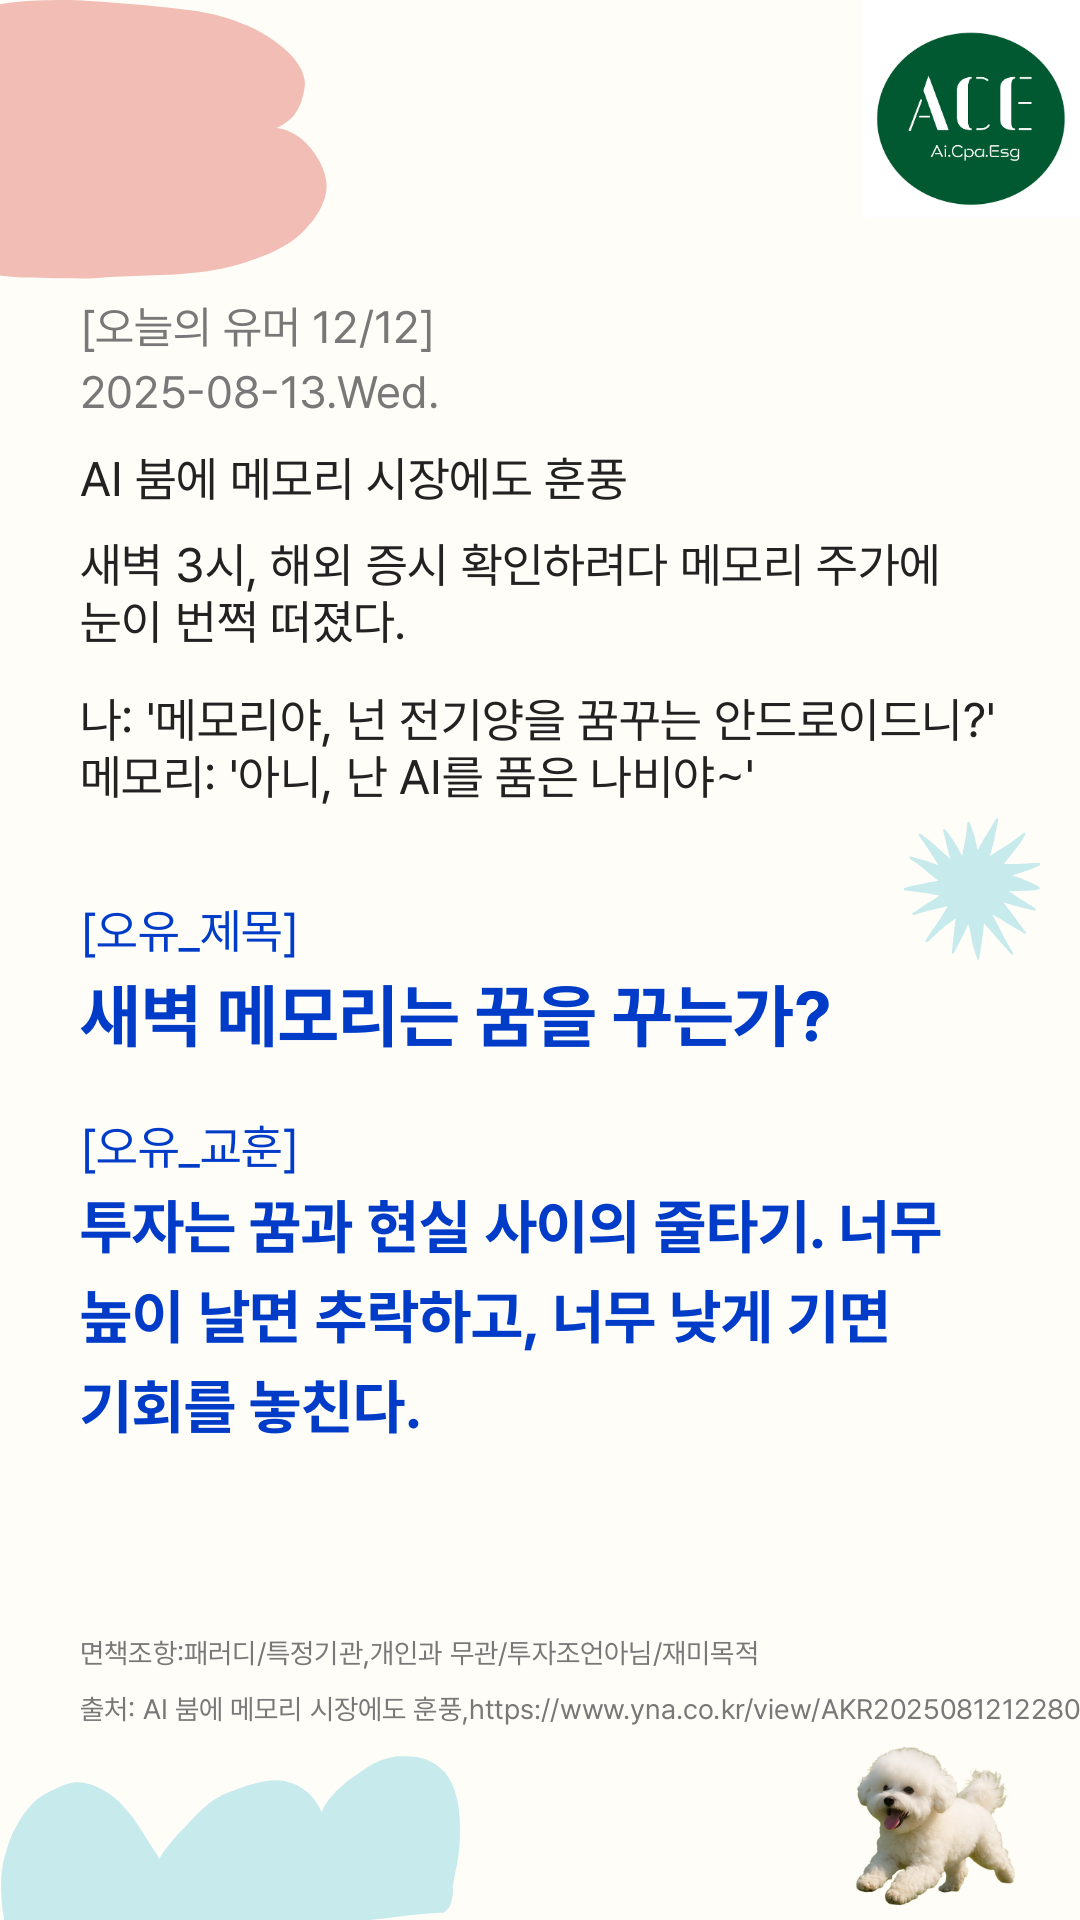 ACE
Ai.Cpa.Esg
[오늘의 유머 12/12]
2025-08-13.Wed.
AI 붐에 메모리 시장에도 훈풍
새벽 3시, 해외 증시 확인하려다 메모리 주가에
눈이 번쩍 떠졌다.
나: '메모리야, 넌 전기양을 꿈꾸는 안드로이드니?'
메모리: '아니, 난 AI를 품은 나비야~'
[오유_제목]
새벽 메모리는 꿈을 꾸는가?
[오유_교훈]
투자는 꿈과 현실 사이의 줄타기. 너무
높이 날면 추락하고, 너무 낮게 기면
기회를 놓친다.
면책조항:패러디/특정기관,개인과 무관/투자조언아님/재미목적
출처: AI 붐에 메모리 시장에도 훈풍,https://www.yna.co.kr/view/AKR2025081212280